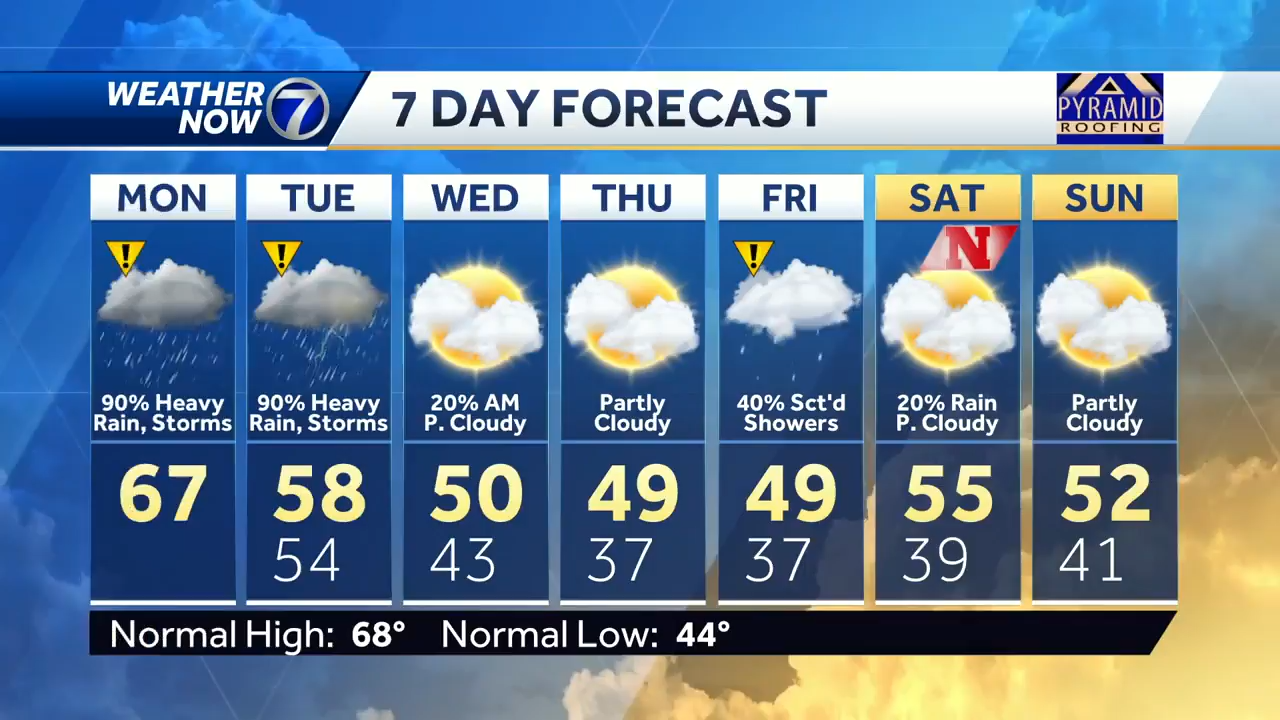 WEATHER
NOW
7
7 DAY FORECAST
PYRAMID
ROOFING
MON
!
90% Heavy
Rain, Storms
67
TUE
!
90% Heavy
Rain, Storms
58
54
WED
20% AM
P. Cloudy
50
43
THU
Partly
Cloudy
49
37
FRI
!
40% Sct'd
Showers
49
37
SAT
N
20% Rain
P. Cloudy
55
39
SUN
Partly
Cloudy
52
41
Normal High: 68° Normal Low: 44°